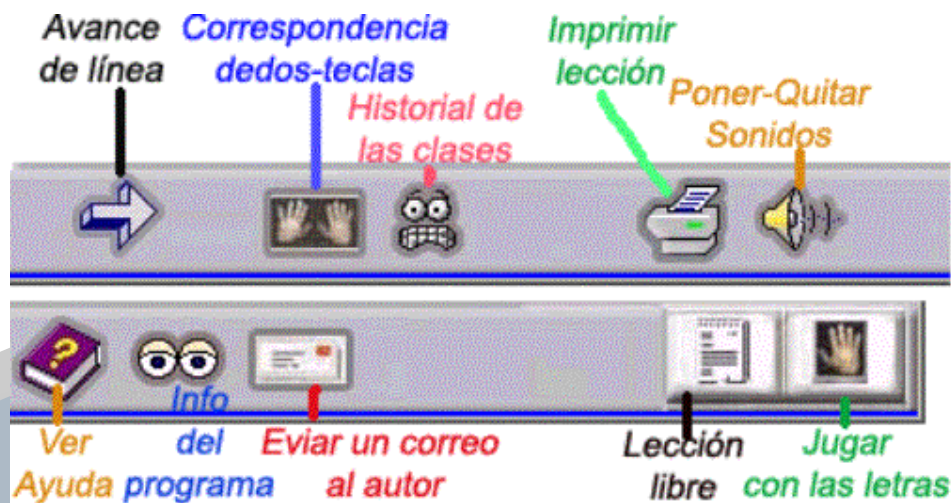 Avance
de línea
Correspondencia
dedos-teclas
Historial de
las clases
Imprimir
lección
Poner-Quitar
Sonidos
Ver
Ayuda
Info
del
programa
Eviar un correo
al autor
Lección
libre
Jugar
con las letras